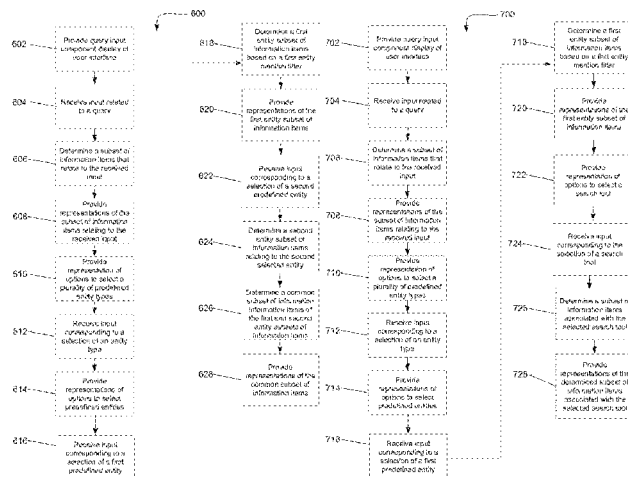 600
602
Provide query input
component display of
user interface
604
Receive input related
to a query
606
Determine a subset of
information items that
relate to the received
input
608
Provide
representations of the
subset of information
items relating to the
received input
610
Provide
representation of
options to select a
plurality of predefined
entity types
612
Receive input
corresponding to a
selection of an entity
type
614
Provide
representations of
options to select
predefined entities
616
Receive input
corresponding to a
selection of a first
predefined entity
618
Determine a first
entity subset of
information items
based on a first entity
mention filter
620
Provide
representations of the
first entity subset of
information items
622
Receive input
corresponding to a
selection of a second
predefined entity
624
Determine a second
entity subset of
information items
relating to the second
selected entity
626
Determine a common
subset of information
information items of
the first and second
entity subsets of
information items
628
Provide
representations of the
common subset of
information items
700
702
Provide query input
component display of
user interface
704
Receive input related
to a query
706
Determine a subset of
information items that
relate to the received
input
708
Provide
representations of the
subset of information
items relating to the
received input
710
Provide
representation of
options to select a
plurality of predefined
entity types
712
Receive input
corresponding to a
selection of an entity
type
714
Provide
representations of
options to select
predefined entities
716
Receive input
corresponding to a
selection of a first
predefined entity
718
Determine a first
entity subset of
information items
based on a first entity
mention filter
720
Provide
representations of the
first entity subset of
information items
722
Provide
representation of
options to select a
search tool
724
Receive input
corresponding to the
selection of a search
tool
726
Determine a subset of
information items
associated with the
selected search tool
728
Provide
representations of the
determined subset of
information items
associated with the
selected search tool